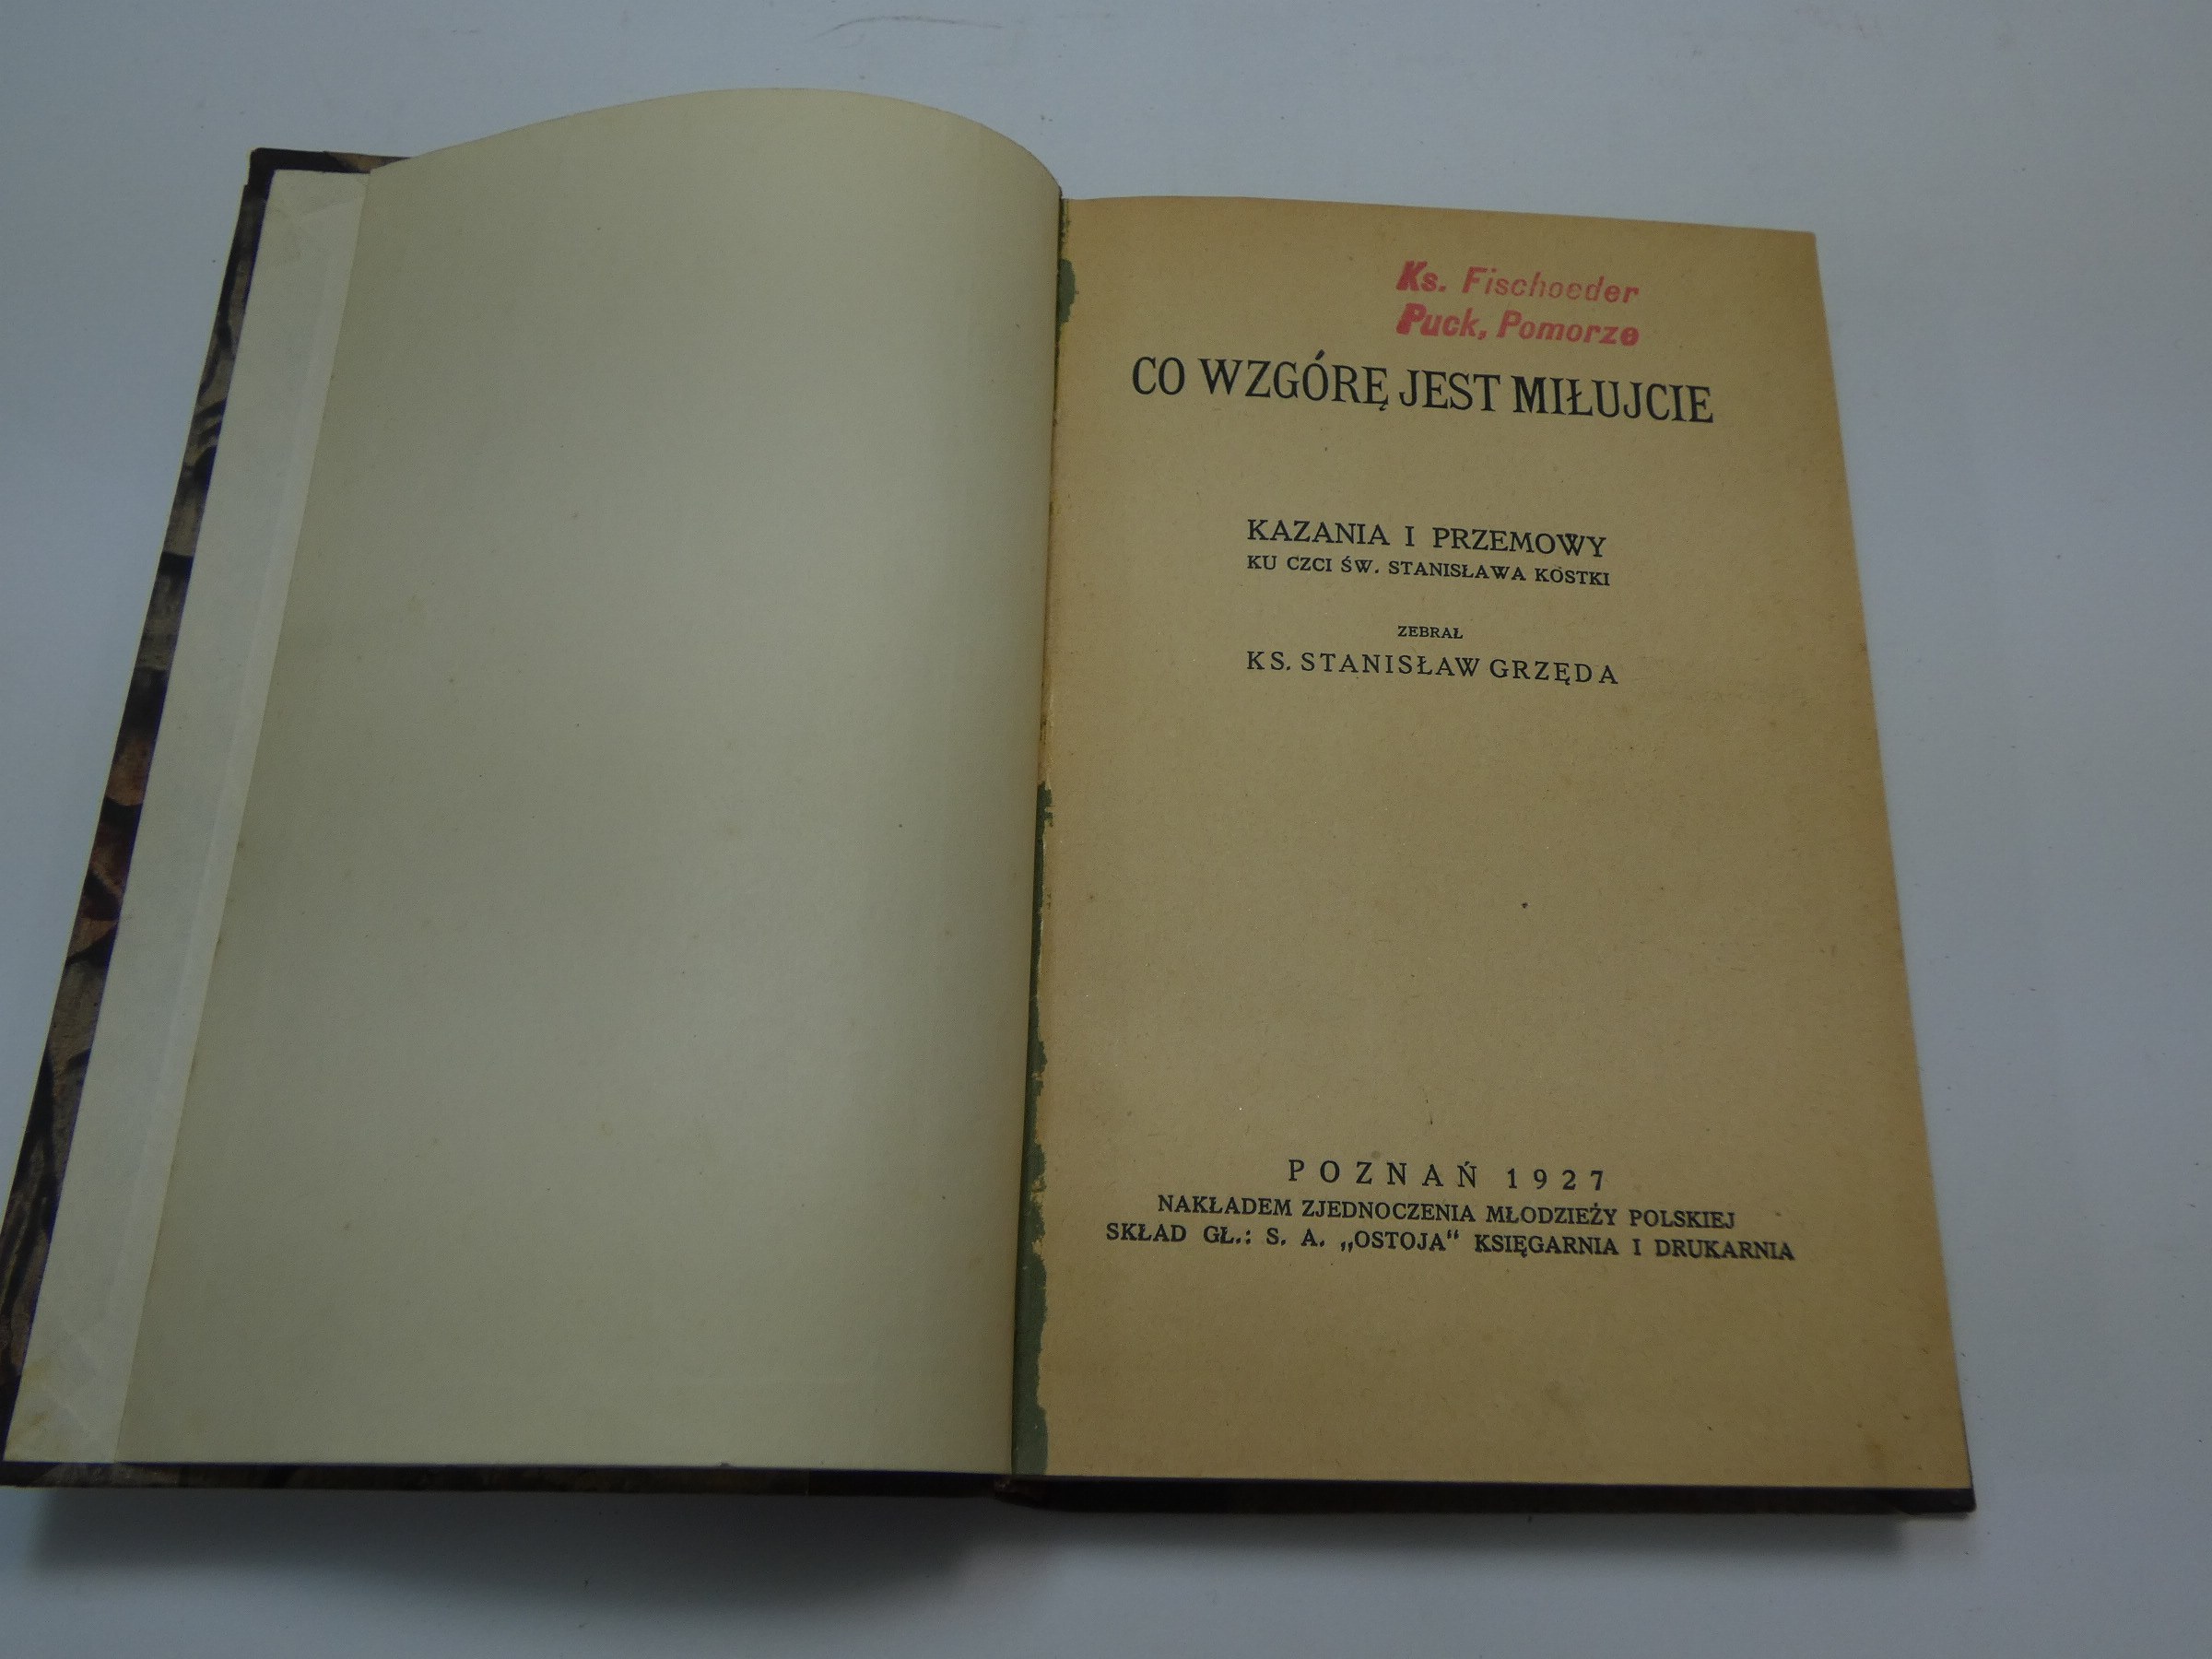 Ks. Fischoeder
Puck, Pomorze
CO WZGÓRĘ JEST MIŁUJCIE
KAZANIA I PRZEMOWY
KU CZCI ŚW. STANISŁAWA KOSTKI
ZEBRAŁ
KS. STANISŁAW GRZĘDA
POZNAŃ 1927
NAKŁADEM ZJEDNOCZENIA MŁODZIEŻY POLSKIEJ
SKŁAD GŁ.: S. A. „OSTOJA“ KSIĘGARNIA I DRUKARNIA